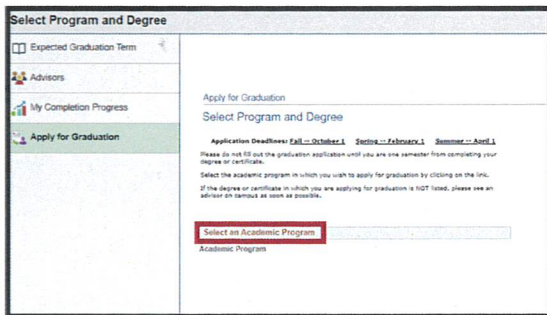 Select Program and Degree
Expected Graduation Term
Advisors
My Completion Progress
Apply for Graduation
Apply for Graduation
Select Program and Degree
Application Deadlines: Fall -- October 1 Spring -- February 1 Summer -- April 1
Please do not fill out the graduation application until you are one semester from completing your
degree or certificate.
Select the academic program in which you wish to apply for graduation by clicking on the link.
If the degree or certificate in which you are applying for graduation is NOT listed, please see an
advisor on campus as soon as possible.
Select an Academic Program
Academic Program